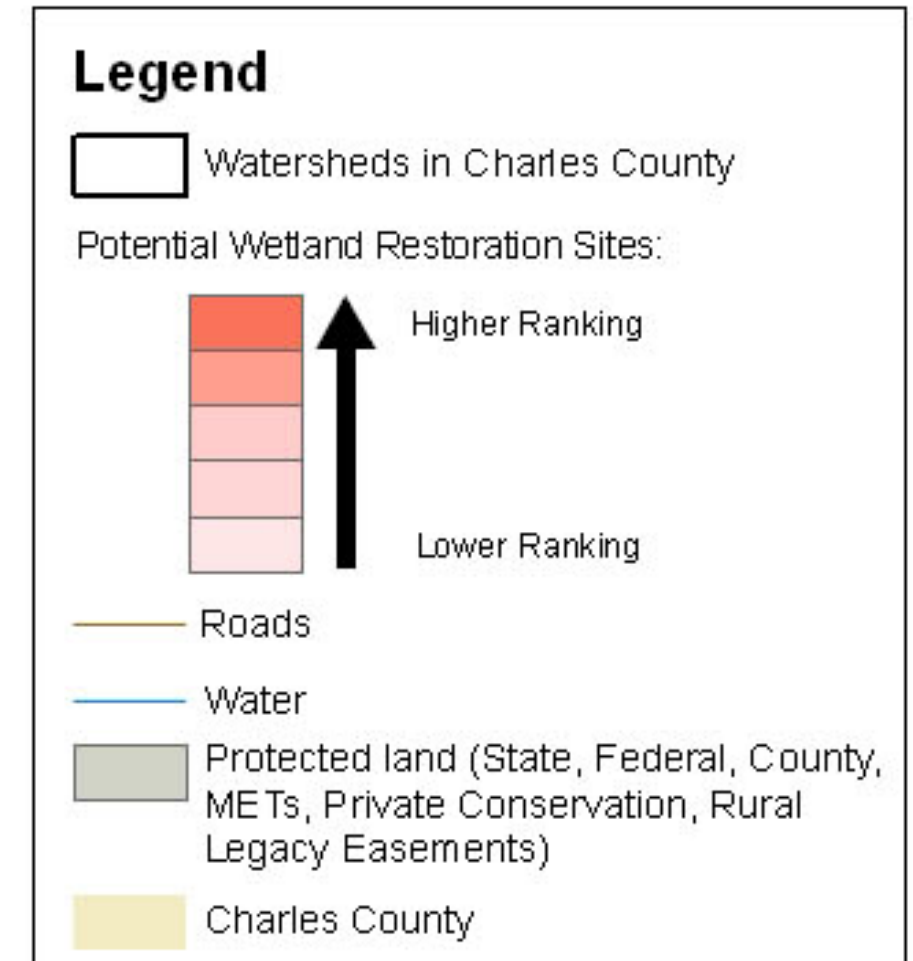 Legend
Watersheds in Charles County
Potential Wetland Restoration Sites:
Higher Ranking
Lower Ranking
Roads
Water
Protected land (State, Federal, County,
METs, Private Conservation, Rural
Legacy Easements)
Charles County